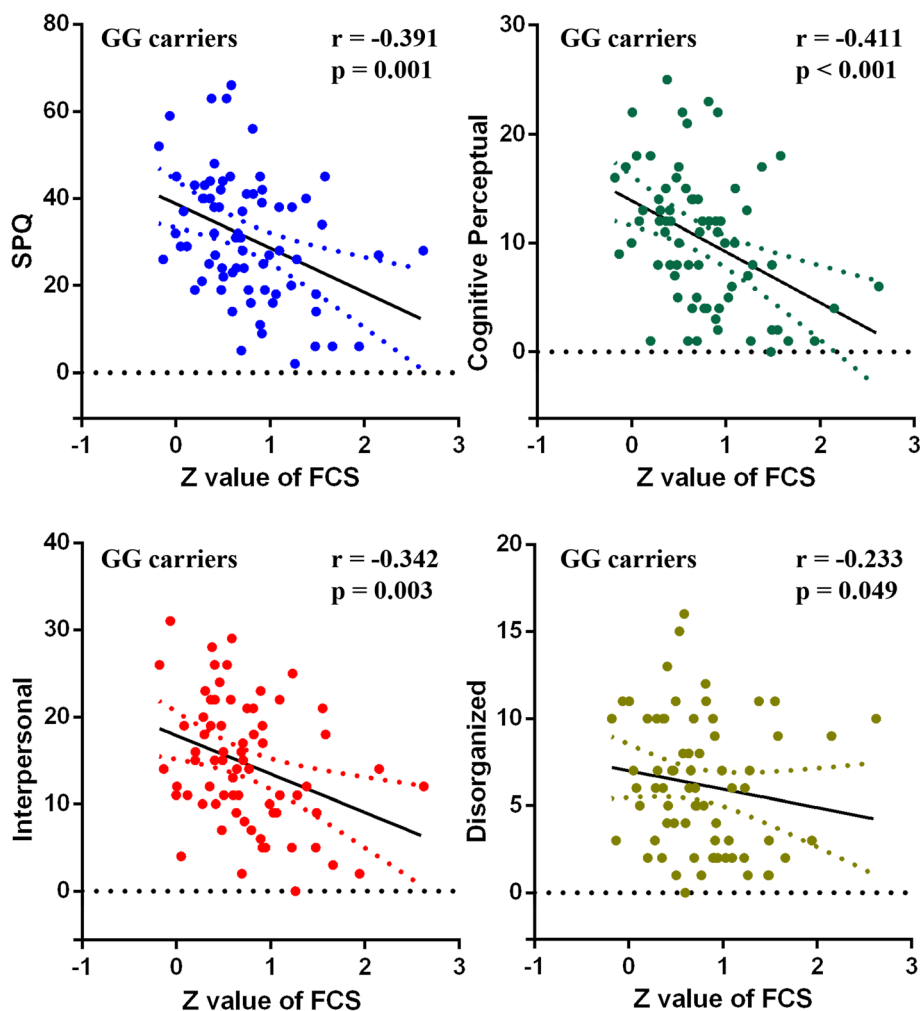 80
60
40
20
0
SPQ
GG carriers
r = -0.391
p = 0.001
-1 0 1 2 3
Z value of FCS
30
20
10
0
Cognitive Perceptual
GG carriers
r = -0.411
p < 0.001
-1 0 1 2 3
Z value of FCS
40
30
20
10
0
Interpersonal
GG carriers
r = -0.342
p = 0.003
-1 0 1 2 3
Z value of FCS
20
15
10
5
0
Disorganized
GG carriers
r = -0.233
p = 0.049
-1 0 1 2 3
Z value of FCS